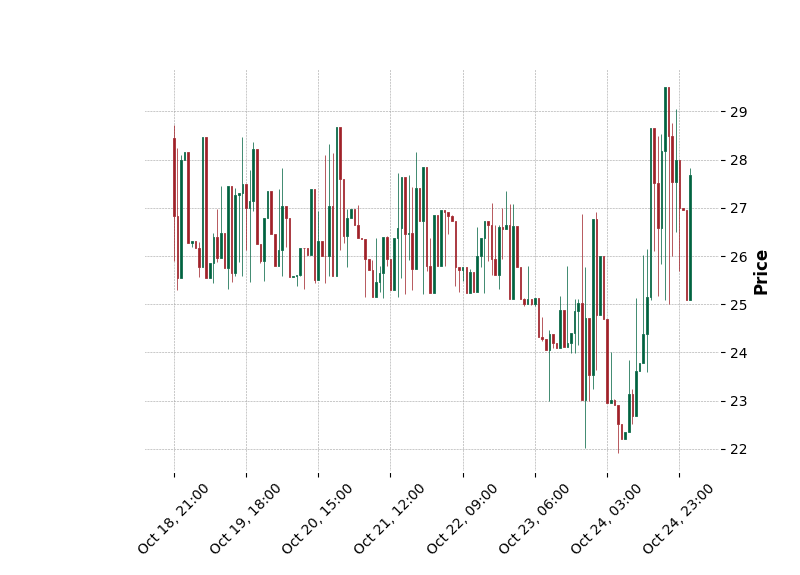 29
28
27
26
25
24
23
22
Price
Oct 18, 21:00
Oct 19, 18:00
Oct 20, 15:00
Oct 21, 12:00
Oct 22, 09:00
Oct 23, 06:00
Oct 24, 03:00
Oct 24, 23:00